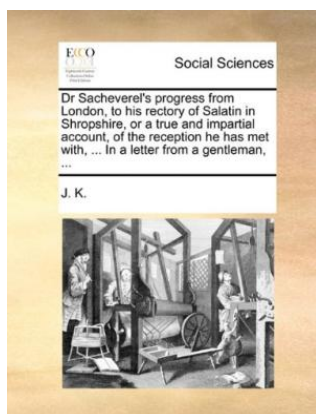 ECCO
Social Sciences
Dr Sacheverel's progress from
London, to his rectory of Salatin in
Shropshire, or a true and impartial
account, of the reception he has met
with, ... In a letter from a gentleman,
...
J. K.